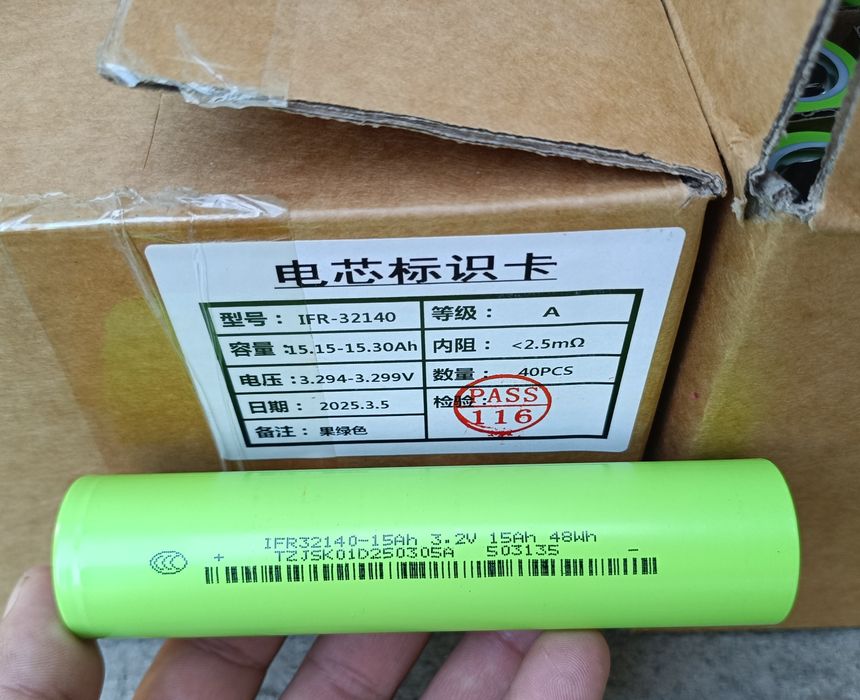 电芯标识卡
型号： IFR-32140 等级： A
容量：15.15-15.30Ah 内阻： <2.5mΩ
电压：3.294-3.299V 数量： 40PCS
日期： 2025.3.5 检验：
PASS
116
备注： 果绿色
IFR32140-15Ah 3.2V 15Ah 48Wh
CCC + TZJSK01D250305A 503135 -